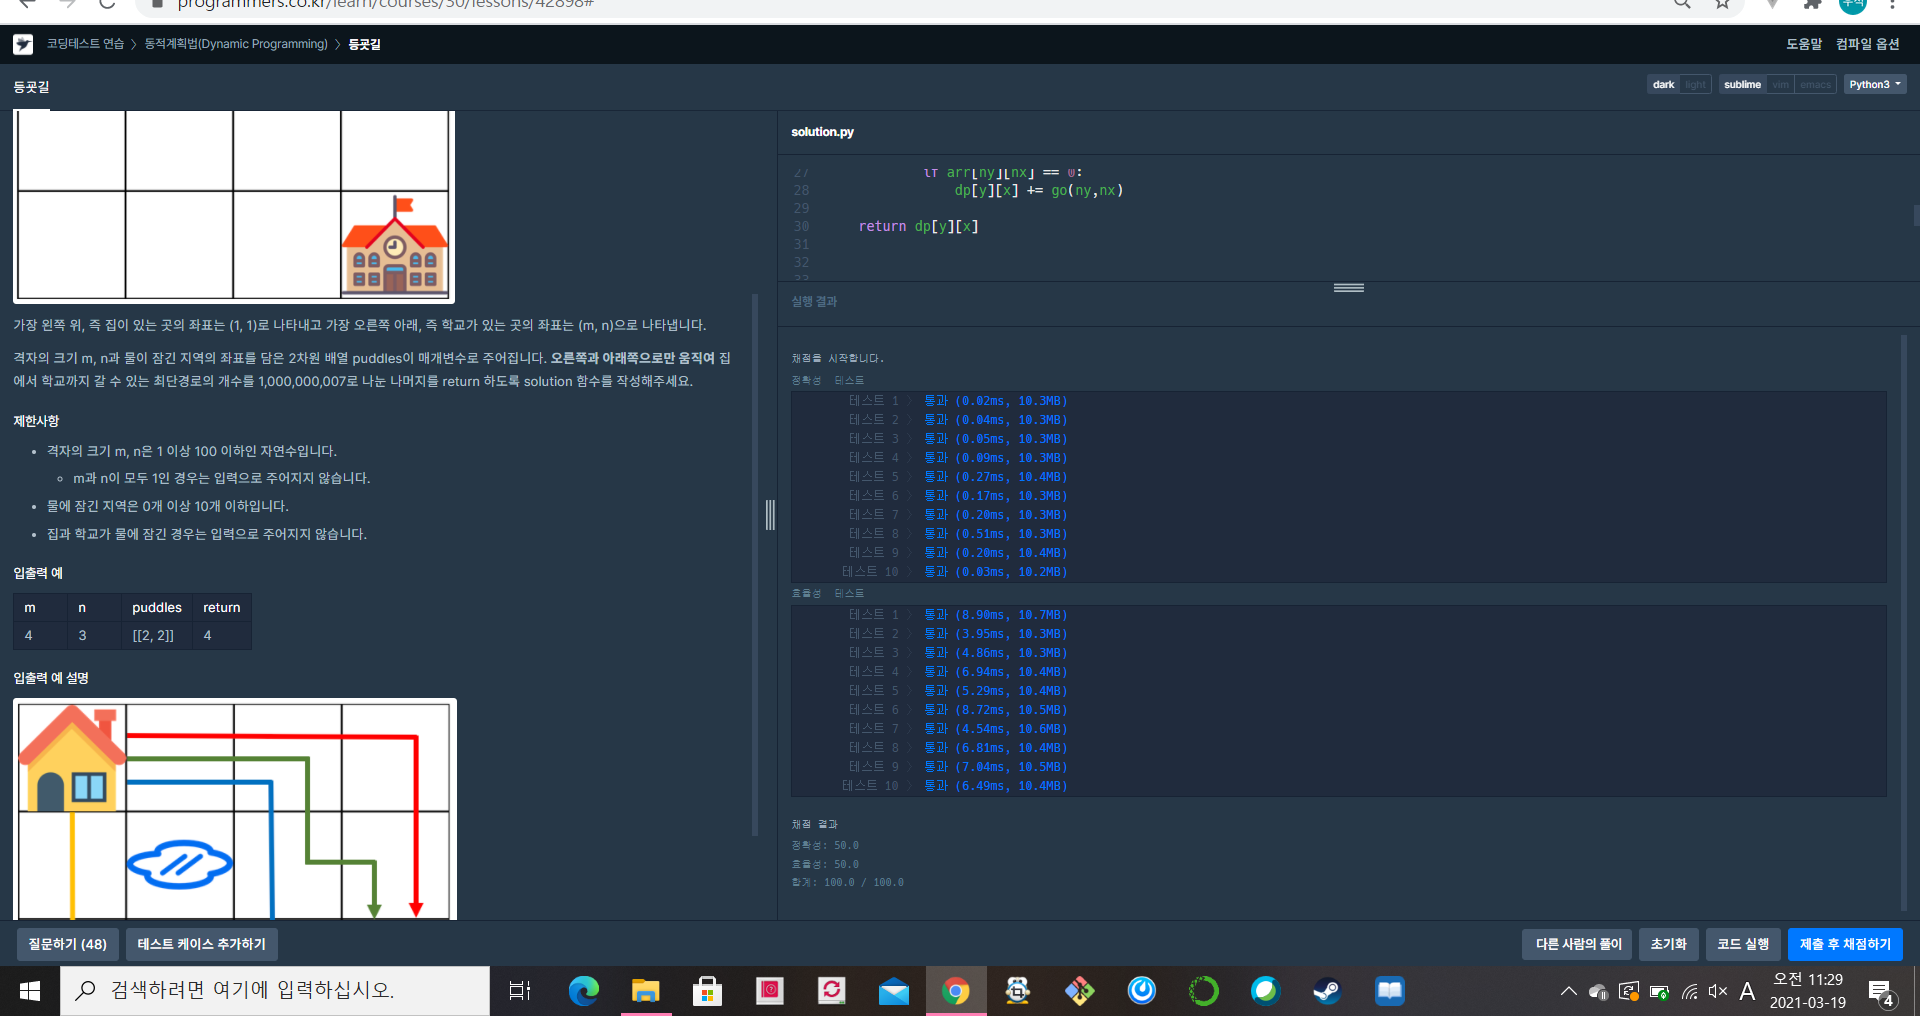 programmers.co.kr/learn/courses/30/lessons/42898#
우석
코딩테스트 연습 > 동적계획법(Dynamic Programming) > 등굣길
도움말 컴파일 옵션
등굣길
dark light sublime vim emacs Python3
가장 왼쪽 위, 즉 집이 있는 곳의 좌표는 (1, 1)로 나타내고 가장 오른쪽 아래, 즉 학교가 있는 곳의 좌표는 (m, n)으로 나타냅니다.
격자의 크기 m, n과 물이 잠긴 지역의 좌표를 담은 2차원 배열 puddles이 매개변수로 주어집니다. 오른쪽과 아래쪽으로만 움직여 집
에서 학교까지 갈 수 있는 최단경로의 개수를 1,000,000,007로 나눈 나머지를 return 하도록 solution 함수를 작성해주세요.
제한사항
• 격자의 크기 m, n은 1 이상 100 이하인 자연수입니다.
◦ m과 n이 모두 1인 경우는 입력으로 주어지지 않습니다.
• 물에 잠긴 지역은 0개 이상 10개 이하입니다.
• 집과 학교가 물에 잠긴 경우는 입력으로 주어지지 않습니다.
입출력 예
m n puddles return
4 3 [[2, 2]] 4
입출력 예 설명
solution.py
27 if arr[ny][nx] == 0:
28 dp[y][x] += go(ny,nx)
29
30 return dp[y][x]
31
32
33
실행 결과
채점을 시작합니다.
정확성 테스트
테스트 1 > 통과 (0.02ms, 10.3MB)
테스트 2 > 통과 (0.04ms, 10.3MB)
테스트 3 > 통과 (0.05ms, 10.3MB)
테스트 4 > 통과 (0.09ms, 10.3MB)
테스트 5 > 통과 (0.27ms, 10.4MB)
테스트 6 > 통과 (0.17ms, 10.3MB)
테스트 7 > 통과 (0.20ms, 10.3MB)
테스트 8 > 통과 (0.51ms, 10.3MB)
테스트 9 > 통과 (0.20ms, 10.4MB)
테스트 10 > 통과 (0.03ms, 10.2MB)
효율성 테스트
테스트 1 > 통과 (8.90ms, 10.7MB)
테스트 2 > 통과 (3.95ms, 10.3MB)
테스트 3 > 통과 (4.86ms, 10.3MB)
테스트 4 > 통과 (6.94ms, 10.4MB)
테스트 5 > 통과 (5.29ms, 10.4MB)
테스트 6 > 통과 (8.72ms, 10.5MB)
테스트 7 > 통과 (4.54ms, 10.6MB)
테스트 8 > 통과 (6.81ms, 10.4MB)
테스트 9 > 통과 (7.04ms, 10.5MB)
테스트 10 > 통과 (6.49ms, 10.4MB)
채점 결과
정확성: 50.0
효율성: 50.0
합계: 100.0 / 100.0
질문하기 (48) 테스트 케이스 추가하기
다른 사람의 풀이 초기화 코드 실행 제출 후 채점하기
검색하려면 여기에 입력하십시오.
A
오전 11:29
2021-03-19
4